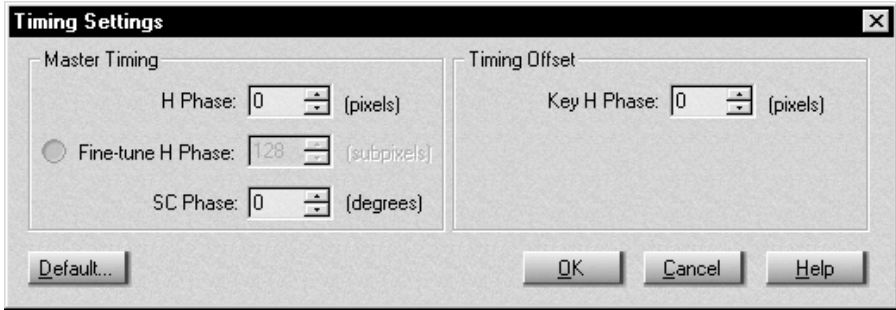 Timing Settings
Master Timing
H Phase: 0 (pixels)
Fine-tune H Phase: 128 (subpixels)
SC Phase: 0 (degrees)
Timing Offset
Key H Phase: 0 (pixels)
Default... OK Cancel Help